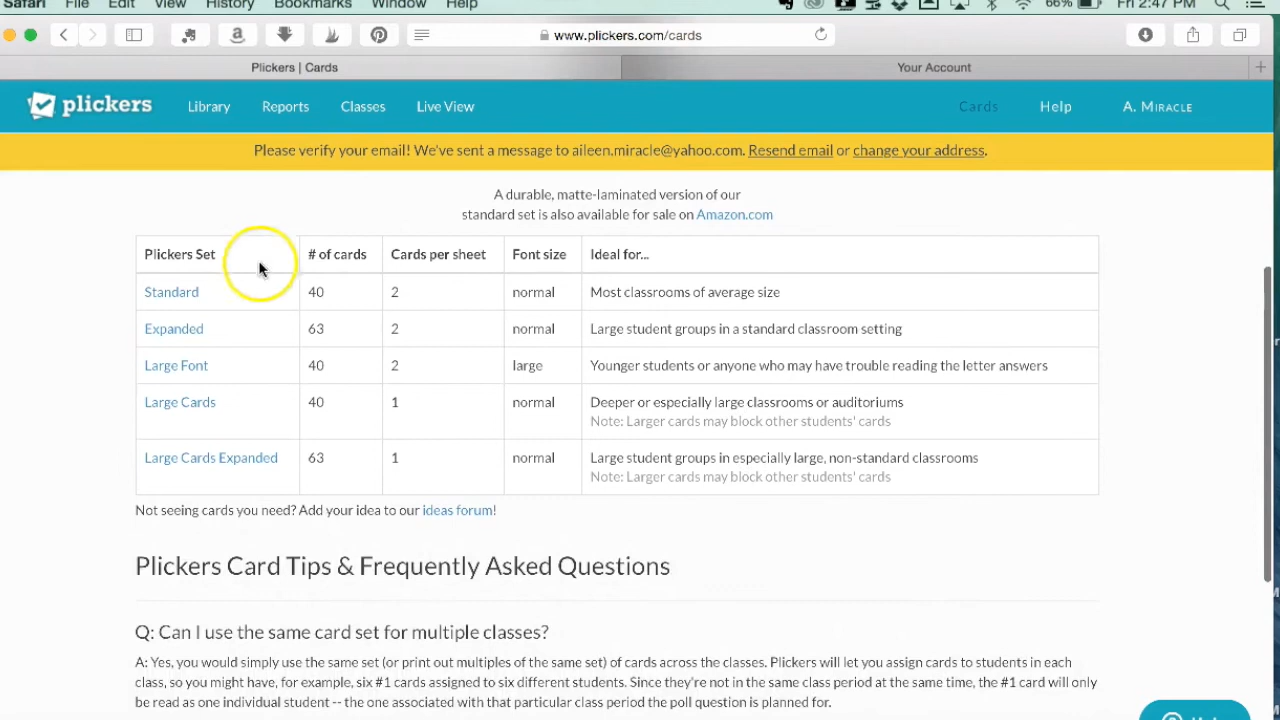 Safari File Edit View History Bookmarks Window Help 66% Fri 2:47 PM
www.plickers.com/cards
Plickers | Cards Your Account
plickers Library Reports Classes Live View Cards Help A. MIRACLE
Please verify your email! We've sent a message to aileen.miracle@yahoo.com. Resend email or change your address.
A durable, matte-laminated version of our
standard set is also available for sale on Amazon.com
Plickers Set # of cards Cards per sheet Font size Ideal for...
Standard 40 2 normal Most classrooms of average size
Expanded 63 2 normal Large student groups in a standard classroom setting
Large Font 40 2 large Younger students or anyone who may have trouble reading the letter answers
Large Cards 40 1 normal Deeper or especially large classrooms or auditoriums
Note: Larger cards may block other students' cards
Large Cards Expanded 63 1 normal Large student groups in especially large, non-standard classrooms
Note: Larger cards may block other students' cards
Not seeing cards you need? Add your idea to our ideas forum!
Plickers Card Tips & Frequently Asked Questions
Q: Can I use the same card set for multiple classes?
A: Yes, you would simply use the same set (or print out multiples of the same set) of cards across the classes. Plickers will let you assign cards to students in each
class, so you might have, for example, six #1 cards assigned to six different students. Since they're not in the same class period at the same time, the #1 card will only
be read as one individual student -- the one associated with that particular class period the poll question is planned for.